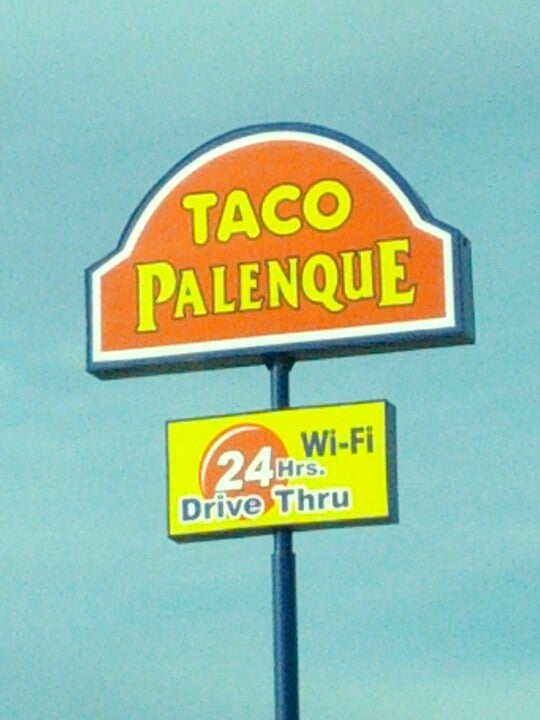 TACO
PALENQUE
Wi-Fi
24 Hrs.
Drive Thru